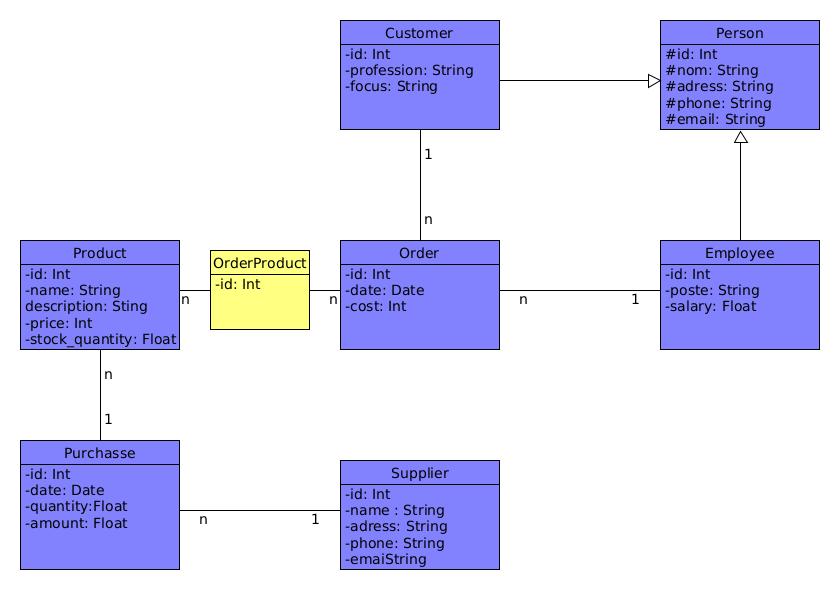 Customer
-id: Int
-profession: String
-focus: String
Person
#id: Int
#nom: String
#adress: String
#phone: String
#email: String
1
n
Product
-id: Int
-name: String
description: Sting
-price: Int
-stock_quantity: Float
n
OrderProduct
-id: Int
n
Order
-id: Int
-date: Date
-cost: Int
n
1
Employee
-id: Int
-poste: String
-salary: Float
n
1
Purchasse
-id: Int
-date: Date
-quantity:Float
-amount: Float
n
1
Supplier
-id: Int
-name : String
-adress: String
-phone: String
-emaiString